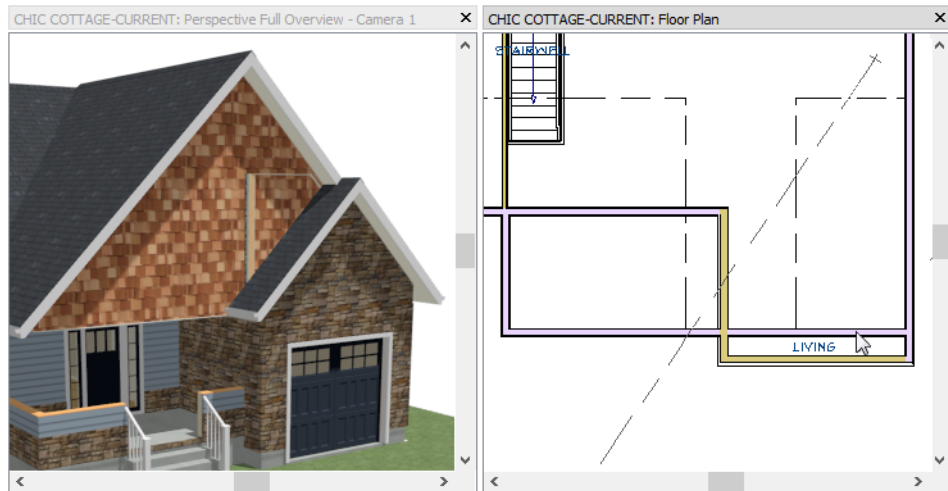 CHIC COTTAGE-CURRENT: Perspective Full Overview - Camera 1
CHIC COTTAGE-CURRENT: Floor Plan
STAIRWELL
LIVING